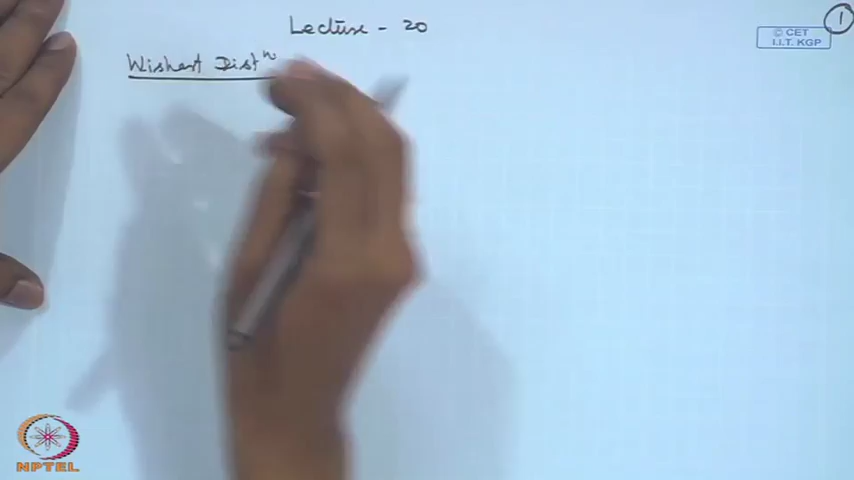 Lecture - 20
1
© CET
I.I.T. KGP
Wishart Distⁿ
NPTEL